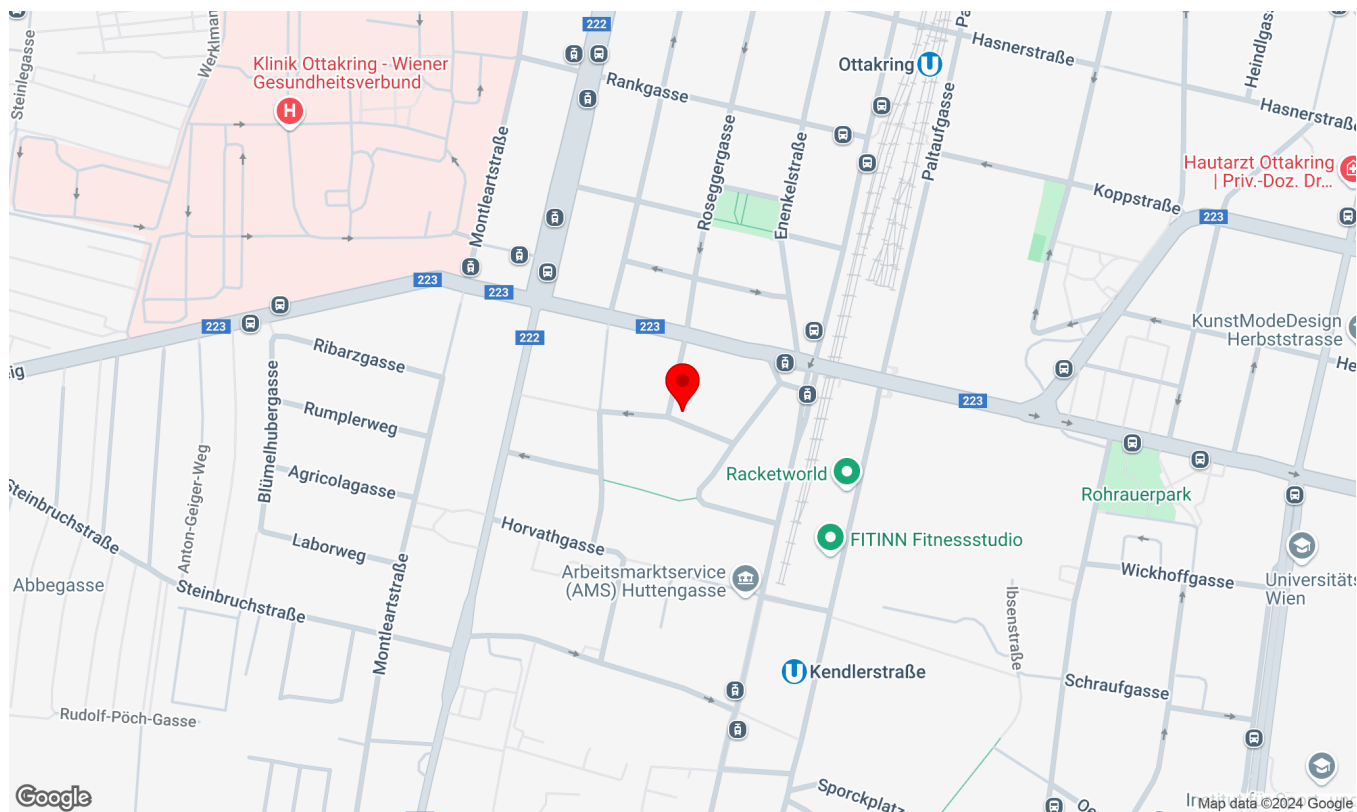 222
Steinlegasse
Klinik Ottakring - Wiener
Gesundheitsverbund
H
Ottakring
U
Hasnerstraße
Heindlgasse
Rankgasse
Hasnerstraße
Montleartstraße
Roseggergasse
Enenkelstraße
Paltaufgasse
Hautarzt Ottakring
| Priv.-Doz. Dr...
Koppstraße
223
223
223
223
223
222
KunstModeDesign
Herbststrasse
Ribarzgasse
Blümelhubergasse
Rumplerweg
223
Agricolagasse
Anton-Geiger-Weg
Racketworld
Rohrauerpark
Steinbruchstraße
Horvathgasse
FITINN Fitnessstudio
Laborweg
Arbeitsmarktservice
(AMS) Huttengasse
Wickhoffgasse
Universitäts
Wien
Abbegasse
Steinbruchstraße
Montleartstraße
Ibsenstraße
U
Kendlerstraße
Schraufgasse
Rudolf-Pöch-Gasse
Sporckplatz
Google
Map data ©2024 Google